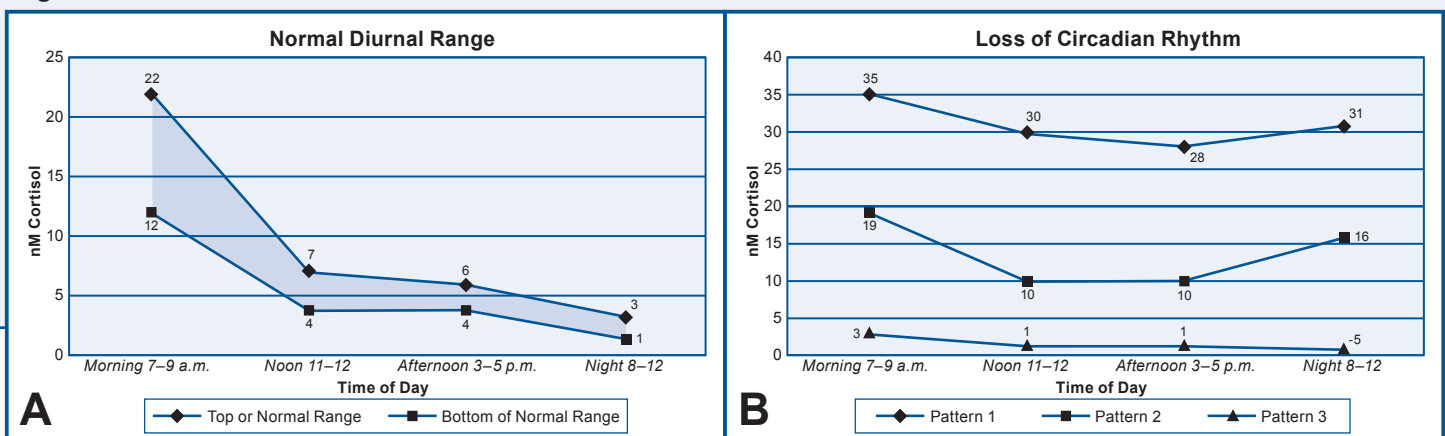 Normal Diurnal Range
25
20
15
10
5
0
nM Cortisol
22
12
7
4
6
4
3
1
Morning 7–9 a.m. Noon 11–12 Afternoon 3–5 p.m. Night 8–12
Time of Day
A
Top or Normal Range Bottom of Normal Range
Loss of Circadian Rhythm
40
35
30
25
20
15
10
5
0
nM Cortisol
35
30
28
31
19
10
10
16
3
1
1
-5
Morning 7–9 a.m. Noon 11–12 Afternoon 3–5 p.m. Night 8–12
Time of Day
B
Pattern 1 Pattern 2 Pattern 3